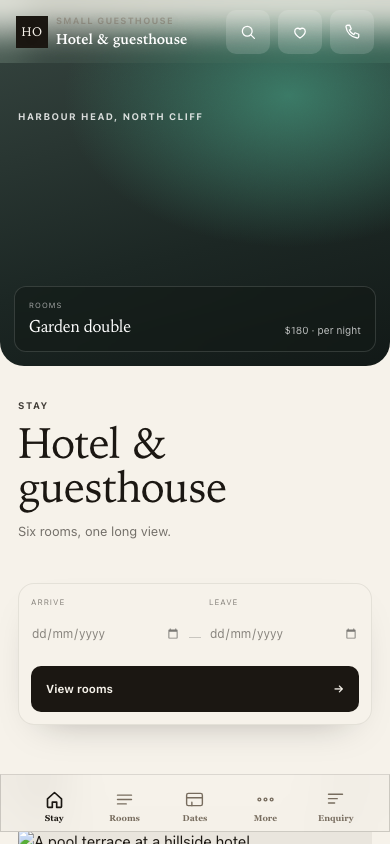 HO
SMALL GUESTHOUSE
Hotel & guesthouse
HARBOUR HEAD, NORTH CLIFF
ROOMS
Garden double
$180 · per night
STAY
Hotel &
guesthouse
Six rooms, one long view.
ARRIVE LEAVE
dd/mm/yyyy — dd/mm/yyyy
View rooms →
Stay Rooms Dates More Enquiry
A pool terrace at a hillside hotel